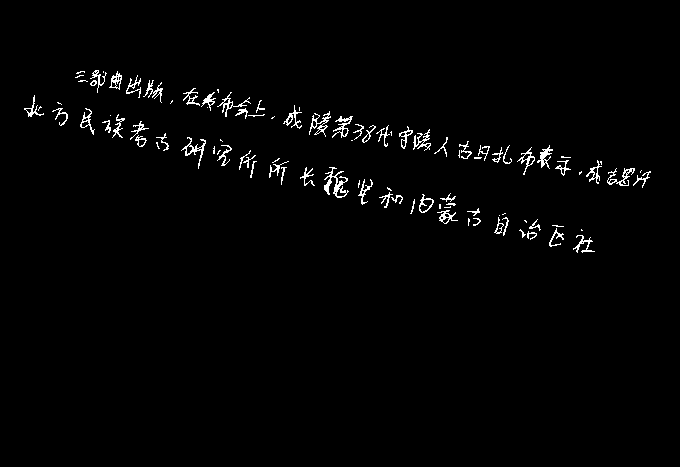 三部曲出版，在发布会上，成陵第38代守陵人古日扎布表示，成吉思汗
北方民族考古研究所所长魏坚和内蒙古自治区社